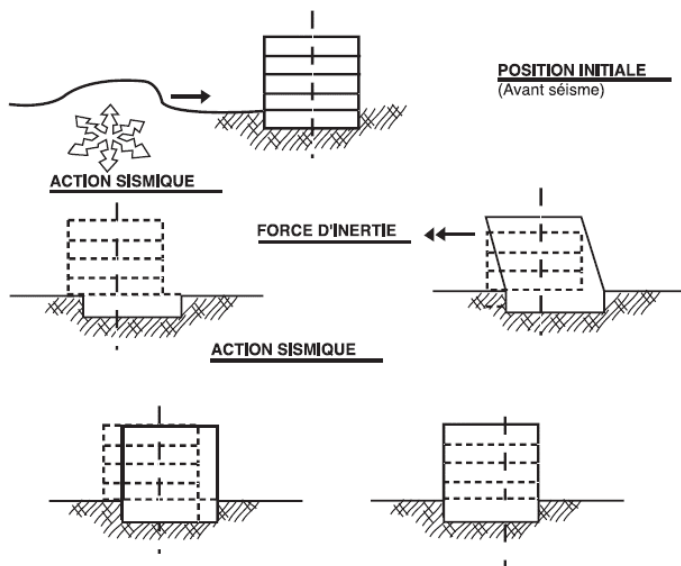 POSITION INITIALE
(Avant séisme)
ACTION SISMIQUE
FORCE D'INERTIE
ACTION SISMIQUE